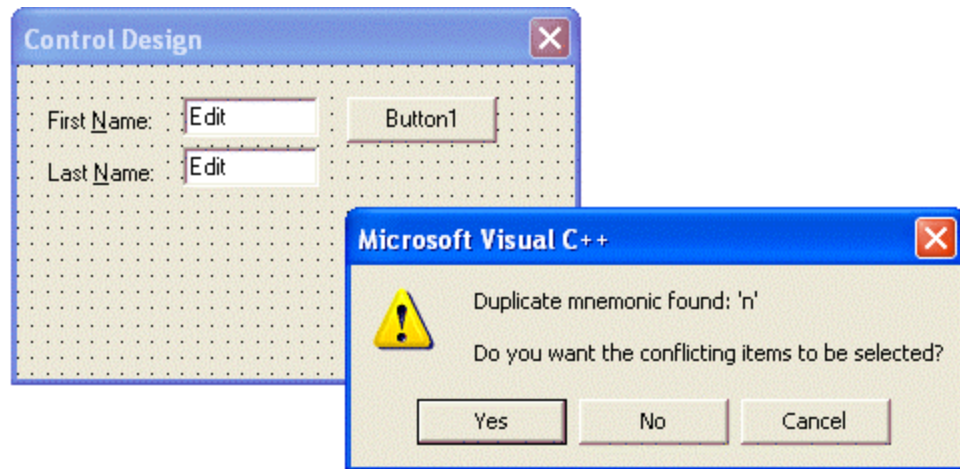 Control Design
First Name: Edit Button1
Last Name: Edit
Microsoft Visual C++
Duplicate mnemonic found: 'n'
Do you want the conflicting items to be selected?
Yes No Cancel